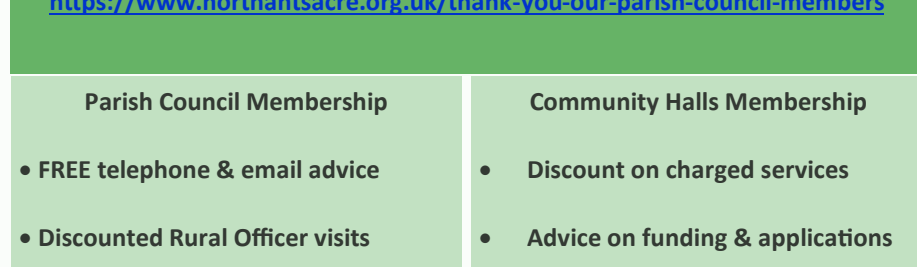 https://www.northantsacre.org.uk/thank-you-our-parish-council-members
Parish Council Membership
• FREE telephone & email advice
• Discounted Rural Officer visits
Community Halls Membership
• Discount on charged services
• Advice on funding & applications